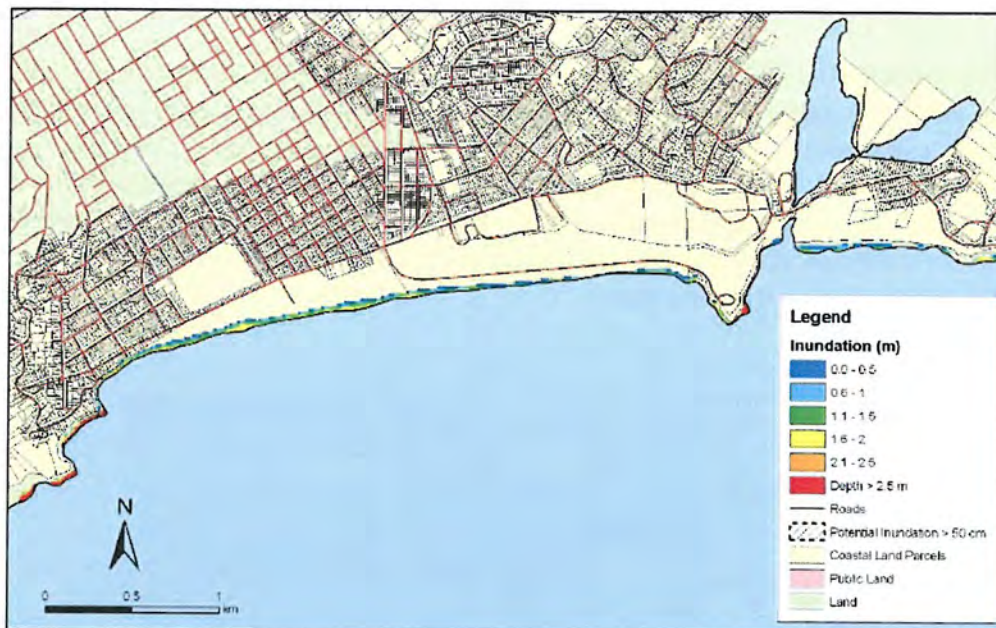 Legend
Inundation (m)
0.0 - 0.5
0.6 - 1
1.1 - 1.5
1.6 - 2
2.1 - 2.5
Depth > 2.5 m
Roads
Potential Inundation > 50 cm
Coastal Land Parcels
Public Land
Land
N
0 0.5 1
km